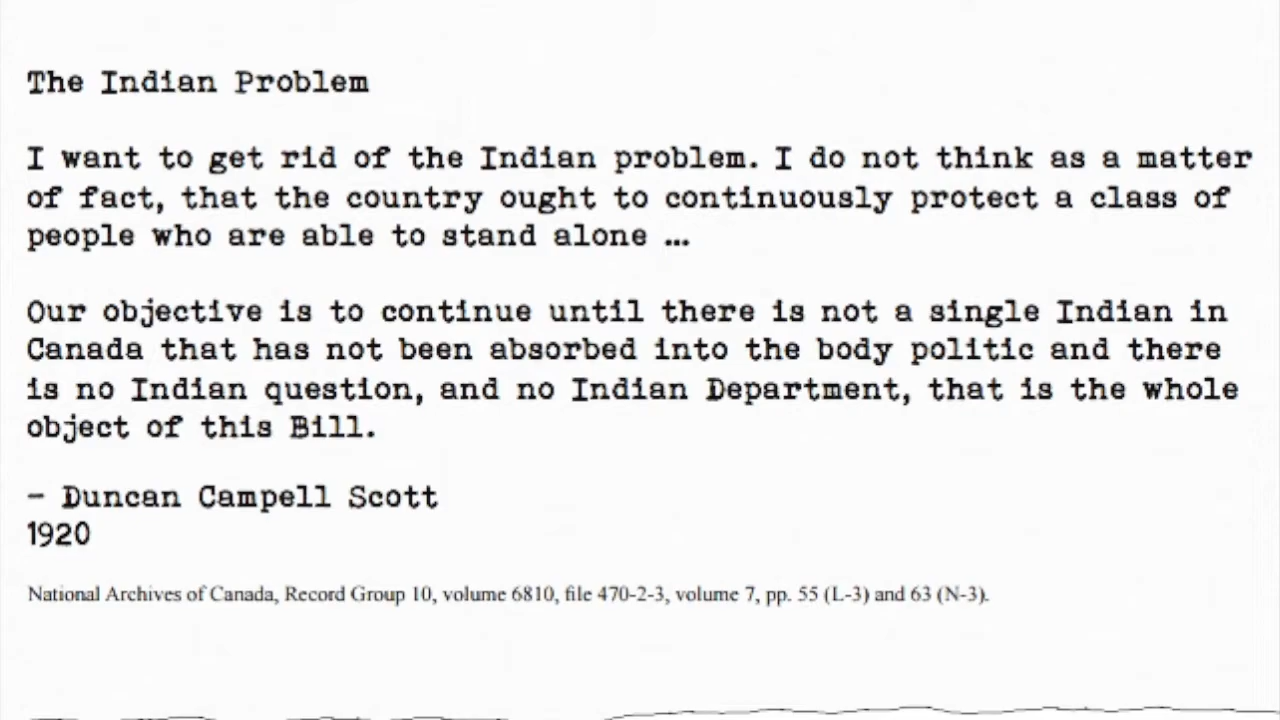 The Indian Problem
I want to get rid of the Indian problem. I do not think as a matter
of fact, that the country ought to continuously protect a class of
people who are able to stand alone …
Our objective is to continue until there is not a single Indian in
Canada that has not been absorbed into the body politic and there
is no Indian question, and no Indian Department, that is the whole
object of this Bill.
– Duncan Campell Scott
1920
National Archives of Canada, Record Group 10, volume 6810, file 470-2-3, volume 7, pp. 55 (L-3) and 63 (N-3).